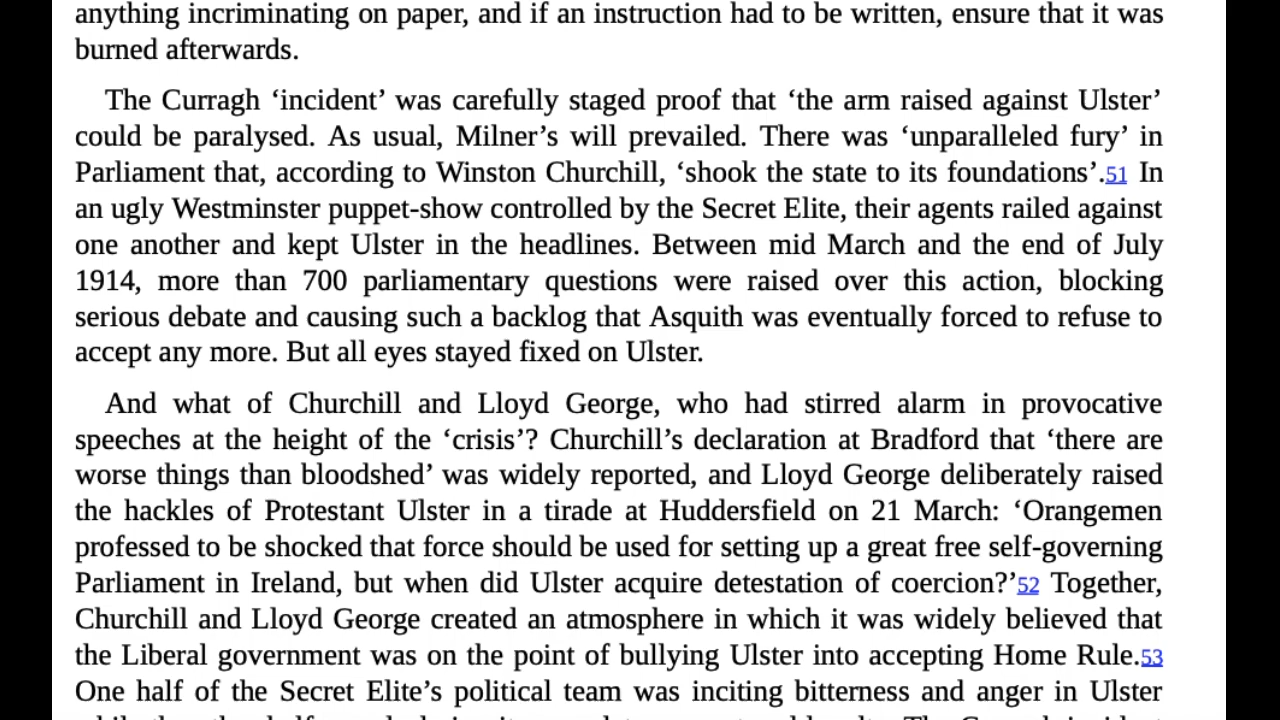 anything incriminating on paper, and if an instruction had to be written, ensure that it was
burned afterwards.
The Curragh ‘incident’ was carefully staged proof that ‘the arm raised against Ulster’
could be paralysed. As usual, Milner’s will prevailed. There was ‘unparalleled fury’ in
Parliament that, according to Winston Churchill, ‘shook the state to its foundations’.51 In
an ugly Westminster puppet-show controlled by the Secret Elite, their agents railed against
one another and kept Ulster in the headlines. Between mid March and the end of July
1914, more than 700 parliamentary questions were raised over this action, blocking
serious debate and causing such a backlog that Asquith was eventually forced to refuse to
accept any more. But all eyes stayed fixed on Ulster.
And what of Churchill and Lloyd George, who had stirred alarm in provocative
speeches at the height of the ‘crisis’? Churchill’s declaration at Bradford that ‘there are
worse things than bloodshed’ was widely reported, and Lloyd George deliberately raised
the hackles of Protestant Ulster in a tirade at Huddersfield on 21 March: ‘Orangemen
professed to be shocked that force should be used for setting up a great free self-governing
Parliament in Ireland, but when did Ulster acquire detestation of coercion?’52 Together,
Churchill and Lloyd George created an atmosphere in which it was widely believed that
the Liberal government was on the point of bullying Ulster into accepting Home Rule.53
One half of the Secret Elite’s political team was inciting bitterness and anger in Ulster